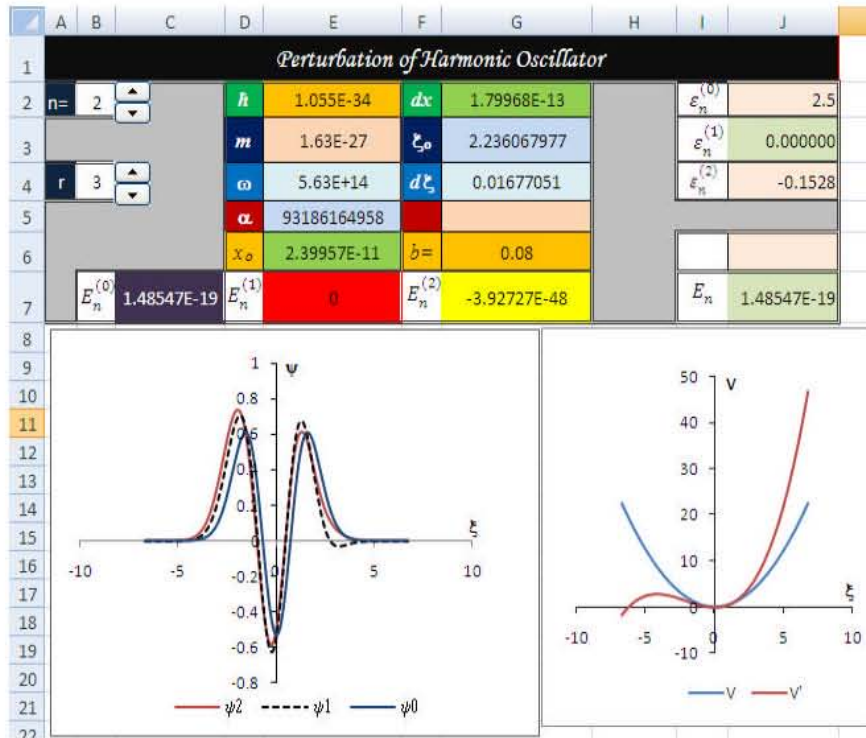 A B C D E F G H I J
1 Perturbation of Harmonic Oscillator
2 n= 2 ħ 1.055E-34 dx 1.79968E-13 ε_n^(0) 2.5
3 m 1.63E-27 ξ₀ 2.236067977 ε_n^(1) 0.000000
4 r 3 ω 5.63E+14 dξ 0.01677051 ε_n^(2) -0.1528
5 α 93186164958
6 x₀ 2.39957E-11 b= 0.08
7 E_n^(0) 1.48547E-19 E_n^(1) 0 E_n^(2) -3.92727E-48 E_n 1.48547E-19
8
9
10
11
12
13
14
15
16
17
18
19
20
21
22
1 Ψ
0.8
0.6
0.4
0.2
0 ξ
-10 -5 0 5 10
-0.2
-0.4
-0.6
-0.8
ψ2 ψ1 ψ0
50 V
40
30
20
10
0 ξ
-10 -5 0 5 10
-10
V V'